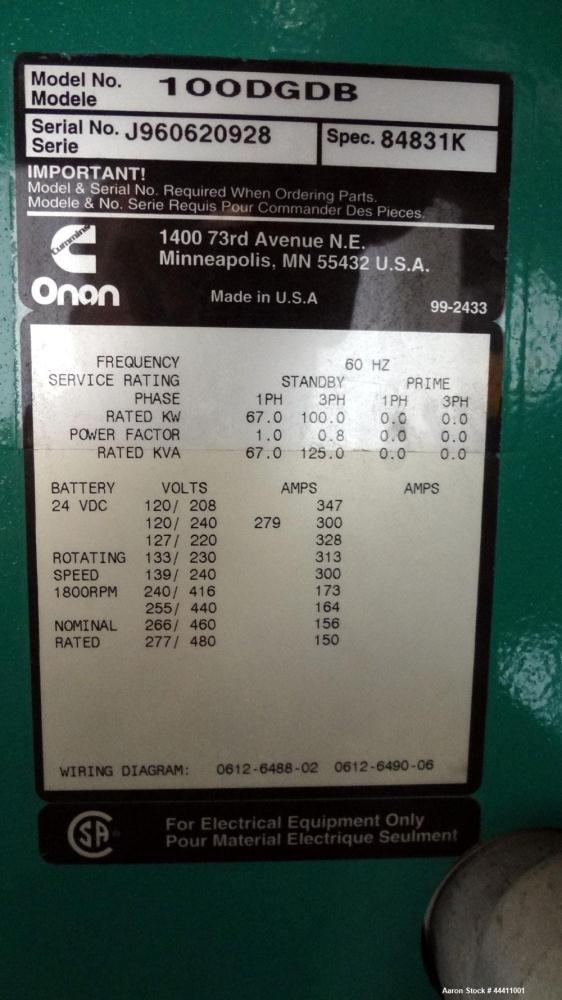 Model No. 100DGDB
Modele
Serial No. J960620928 Spec. 84831K
Serie
IMPORTANT!
Model & Serial No. Required When Ordering Parts.
Modele & No. Serie Requis Pour Commander Des Pieces.
Cummins
Onan
1400 73rd Avenue N.E.
Minneapolis, MN 55432 U.S.A.
Made in U.S.A
99-2433
FREQUENCY 60 HZ
SERVICE RATING STANDBY PRIME
PHASE 1PH 3PH 1PH 3PH
RATED KW 67.0 100.0 0.0 0.0
POWER FACTOR 1.0 0.8 0.0 0.0
RATED KVA 67.0 125.0 0.0 0.0
BATTERY VOLTS AMPS AMPS
24 VDC 120/ 208 347
120/ 240 279 300
127/ 220 328
ROTATING 133/ 230 313
SPEED 139/ 240 300
1800RPM 240/ 416 173
255/ 440 164
NOMINAL 266/ 460 156
RATED 277/ 480 150
WIRING DIAGRAM: 0612-6488-02 0612-6490-06
SA ®
For Electrical Equipment Only
Pour Material Electrique Seulment
Aaron Stock # 44411001